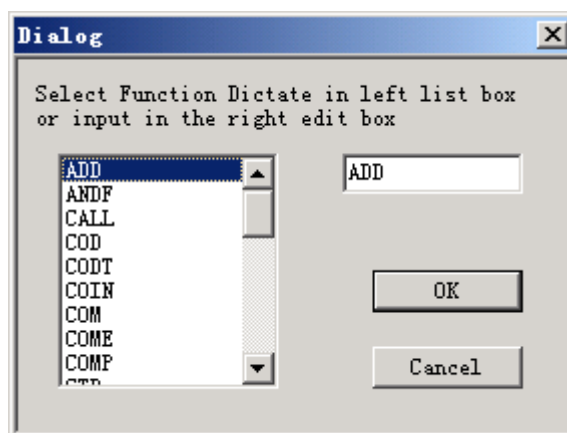 Dialog
Select Function Dictate in left list box
or input in the right edit box
ADD
ADD
ANDF
CALL
COD
CODT
COIN
OK
COM
COME
COMP
Cancel